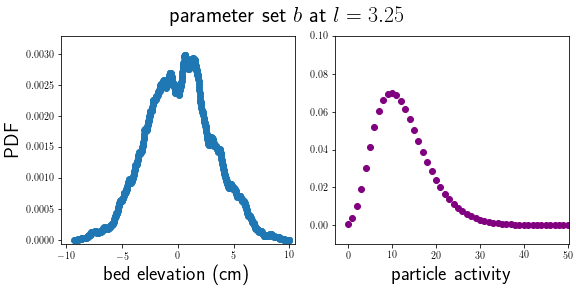 parameter set b at l = 3.25
PDF
0.0030
0.0025
0.0020
0.0015
0.0010
0.0005
0.0000
−10 −5 0 5 10
bed elevation (cm)
0.10
0.08
0.06
0.04
0.02
0.00
0 10 20 30 40 50
particle activity